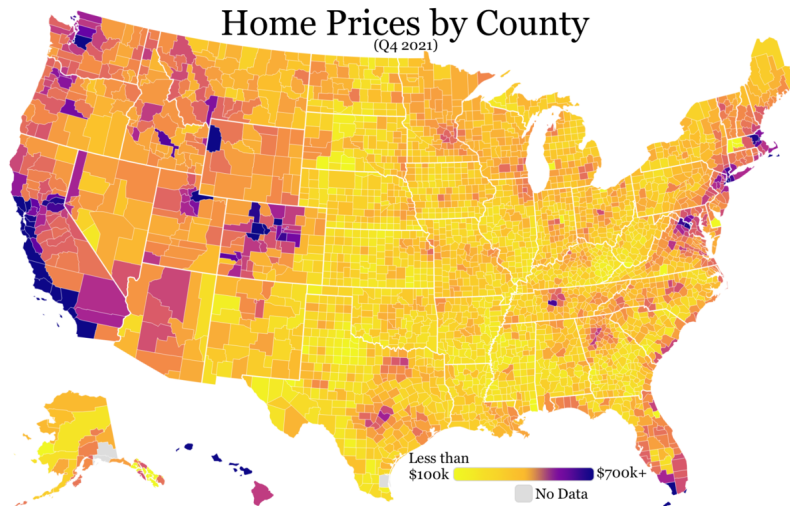 Home Prices by County
(Q4 2021)
Less than
$100k
$700k+
No Data